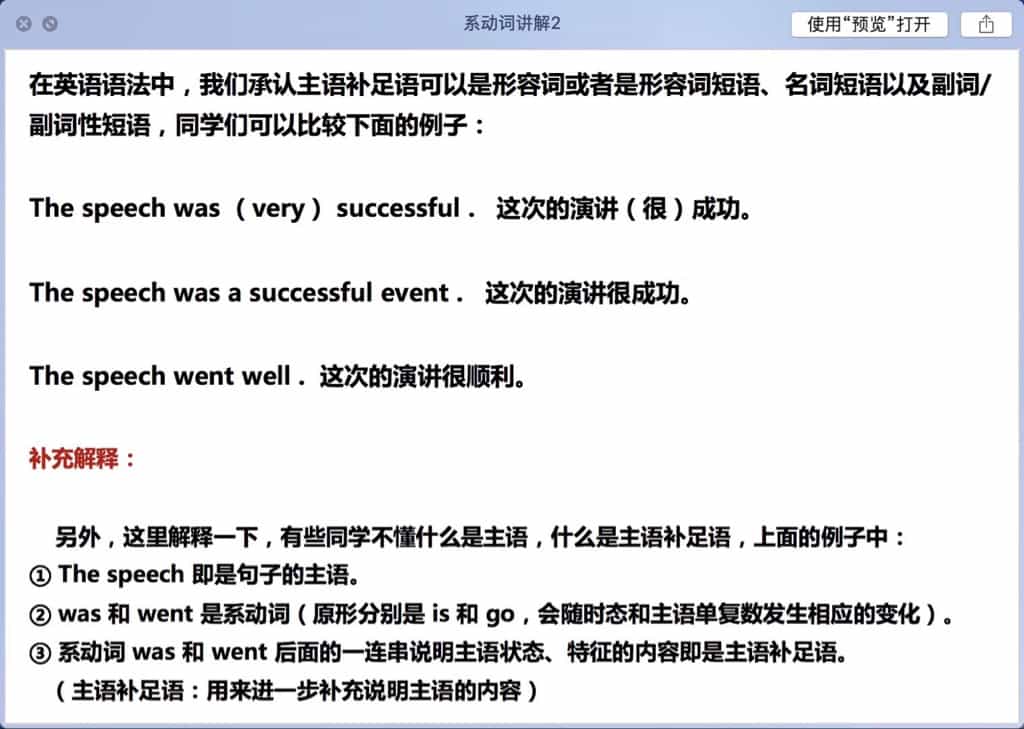 系动词讲解2
使用“预览”打开
在英语语法中，我们承认主语补足语可以是形容词或者是形容词短语、名词短语以及副词/
副词性短语，同学们可以比较下面的例子：
The speech was （very） successful． 这次的演讲（很）成功。
The speech was a successful event． 这次的演讲很成功。
The speech went well．这次的演讲很顺利。
补充解释：
另外，这里解释一下，有些同学不懂什么是主语，什么是主语补足语，上面的例子中：
① The speech 即是句子的主语。
② was 和 went 是系动词（原形分别是 is 和 go，会随时态和主语单复数发生相应的变化）。
③ 系动词 was 和 went 后面的一连串说明主语状态、特征的内容即是主语补足语。
（主语补足语：用来进一步补充说明主语的内容）